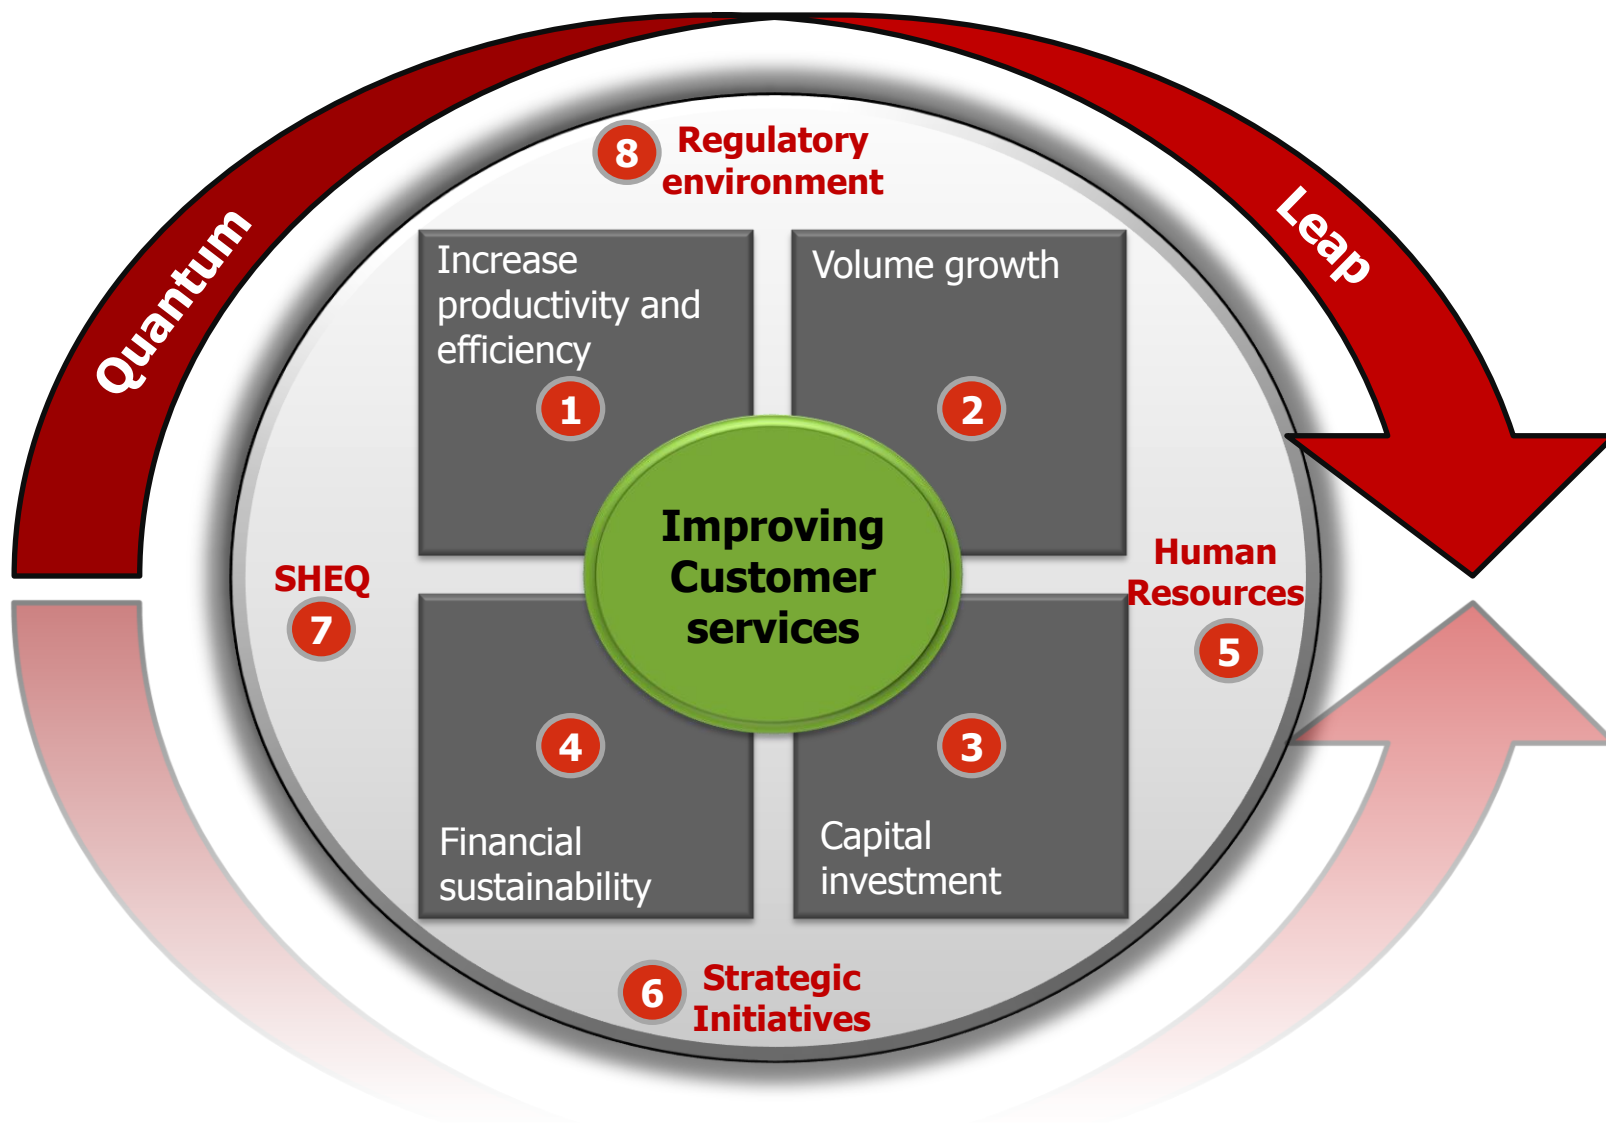 Quantum
Leap
8
Regulatory
environment
Increase
productivity and
efficiency
1
Volume growth
2
Improving
Customer
services
SHEQ
7
Human
Resources
5
4
Financial
sustainability
3
Capital
investment
6
Strategic
Initiatives